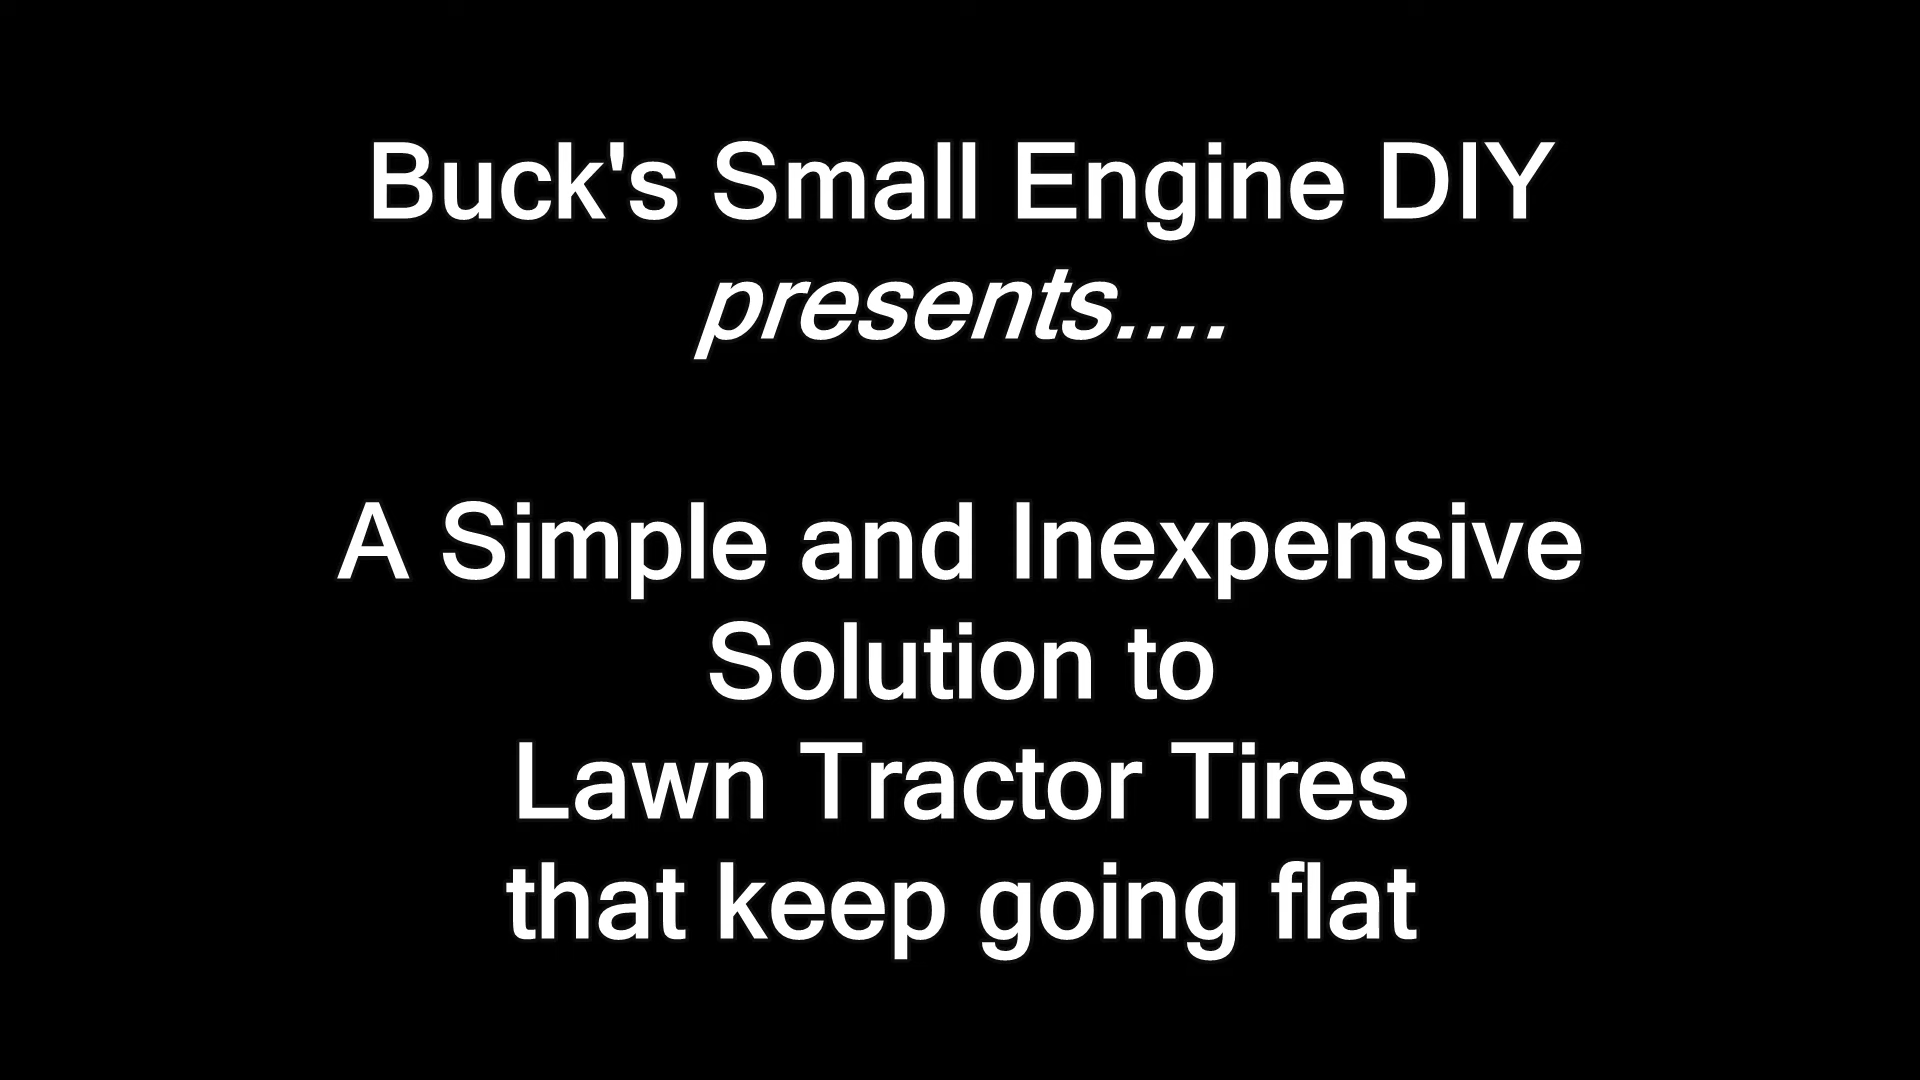 Buck's Small Engine DIY
presents....
A Simple and Inexpensive
Solution to
Lawn Tractor Tires
that keep going flat